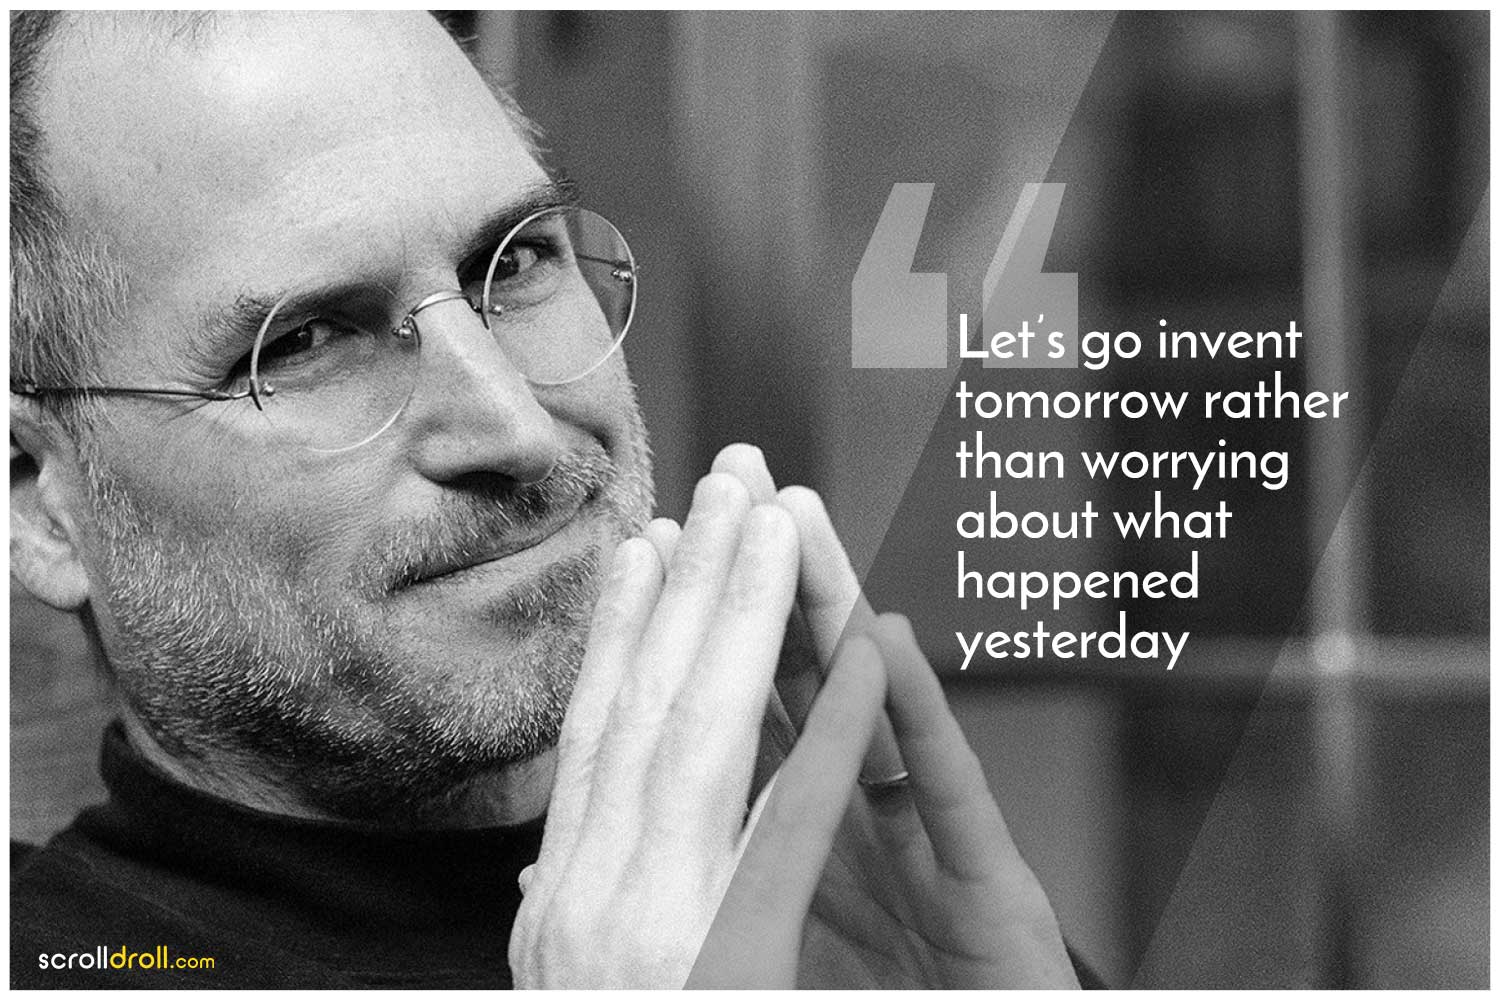 Let's go invent
tomorrow rather
than worrying
about what
happened
yesterday
scrolldroll.com